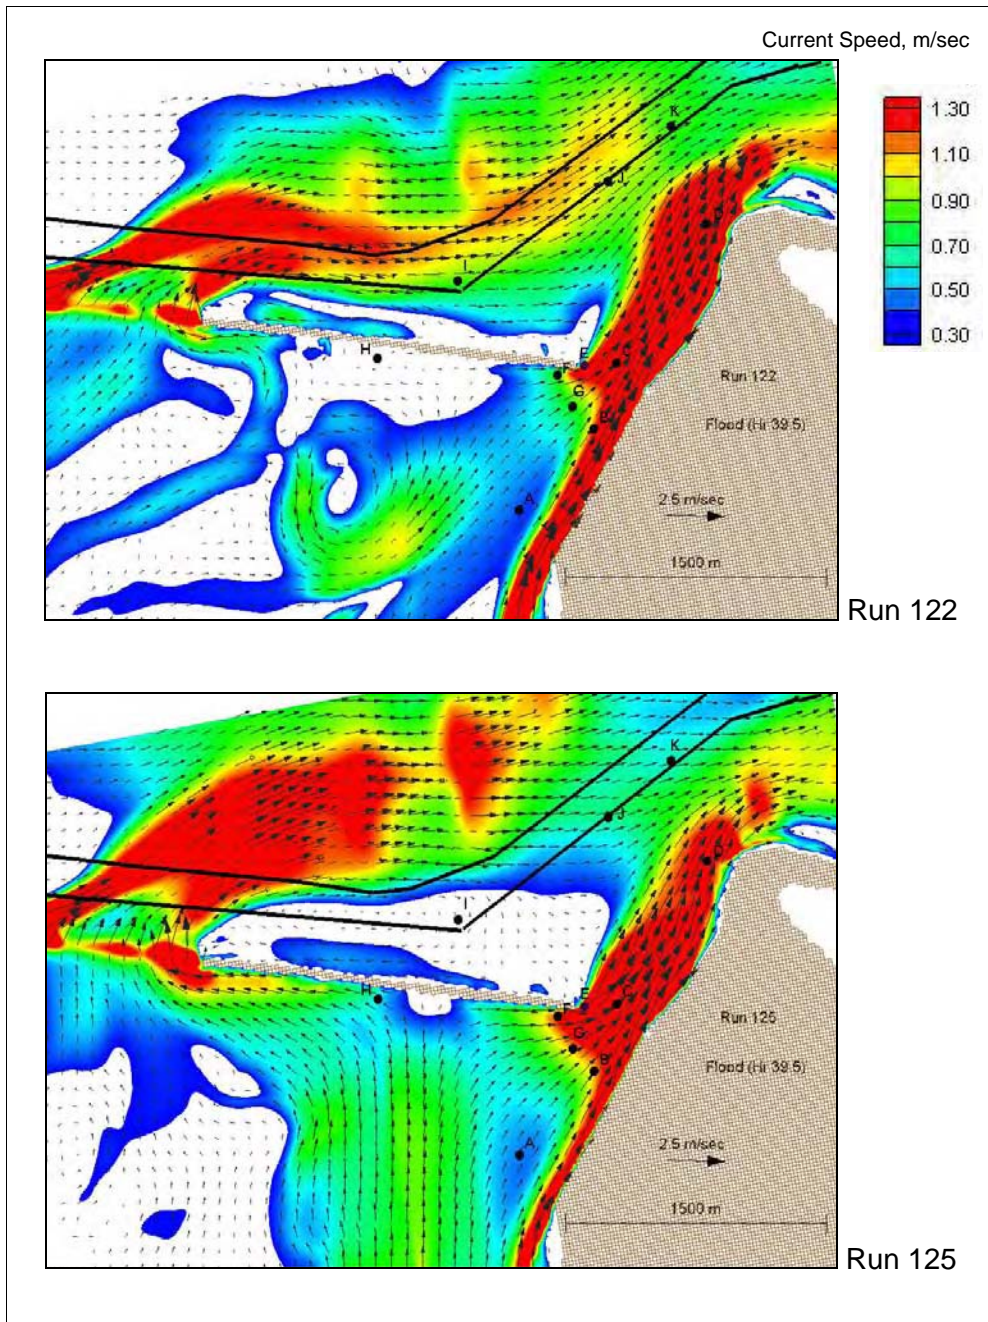 Current Speed, m/sec
1.30
1.10
0.90
0.70
0.50
0.30
K
J
D
I
E
H
F
C
G
B
A
Run 122
Flood (Hr 39.5)
2.5 m/sec
1500 m
Run 122
K
J
D
I
E
H
F
C
G
B
A
Run 125
Flood (Hr 39.5)
2.5 m/sec
1500 m
Run 125